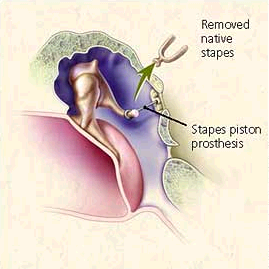 Removed
native
stapes
Stapes piston
prosthesis